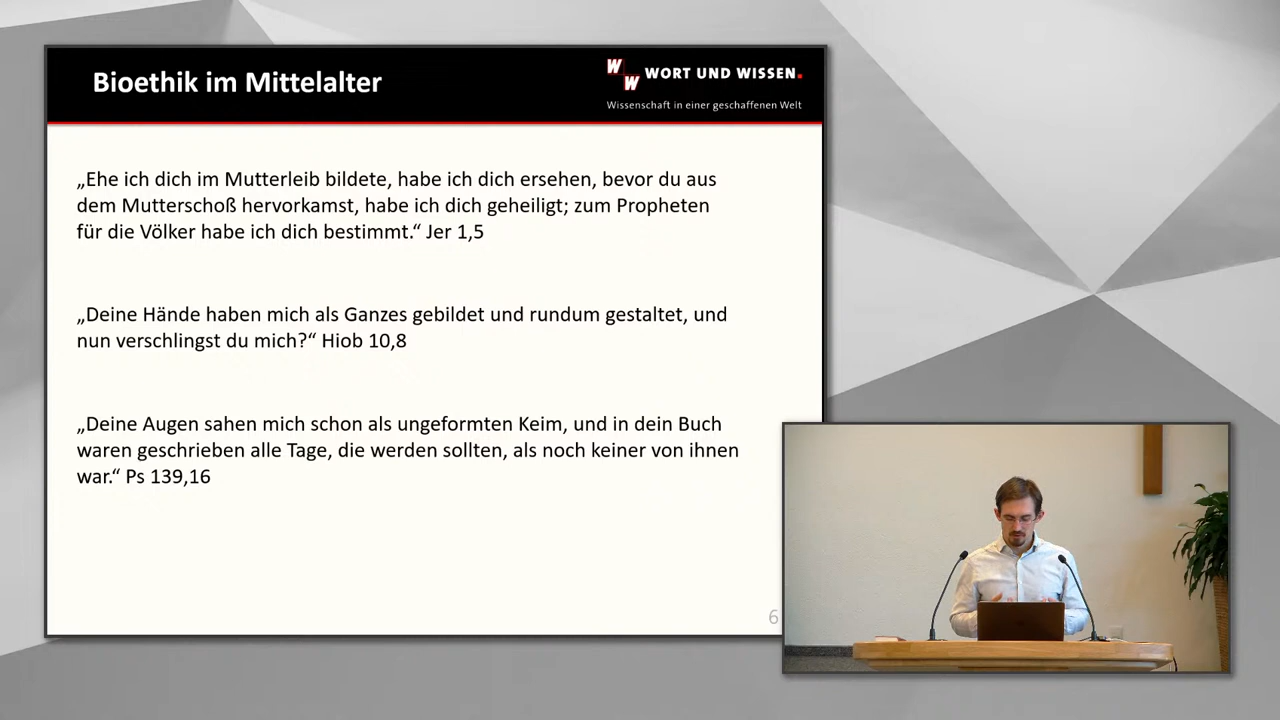 Bioethik im Mittelalter
W
W
WORT UND WISSEN.
Wissenschaft in einer geschaffenen Welt
„Ehe ich dich im Mutterleib bildete, habe ich dich ersehen, bevor du aus
dem Mutterschoß hervorkamst, habe ich dich geheiligt; zum Propheten
für die Völker habe ich dich bestimmt.“ Jer 1,5
„Deine Hände haben mich als Ganzes gebildet und rundum gestaltet, und
nun verschlingst du mich?“ Hiob 10,8
„Deine Augen sahen mich schon als ungeformten Keim, und in dein Buch
waren geschrieben alle Tage, die werden sollten, als noch keiner von ihnen
war.“ Ps 139,16
6